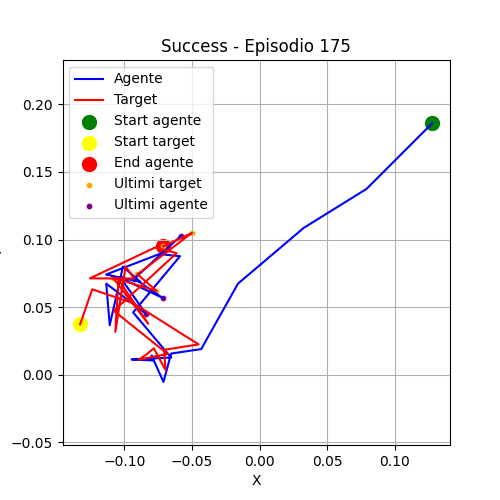 Success - Episodio 175
Agente
Target
Start agente
Start target
End agente
Ultimi target
Ultimi agente
0.20
0.15
0.10
0.05
0.00
−0.05
−0.10
−0.05
0.00
0.05
0.10
X